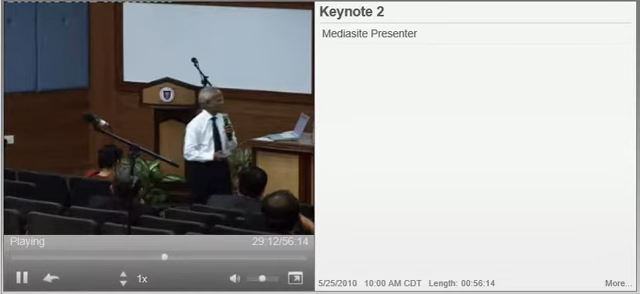 Keynote 2
Mediasite Presenter
Playing
29:12/56:14
1x
5/25/2010 10:00 AM CDT Length: 00:56:14 More...